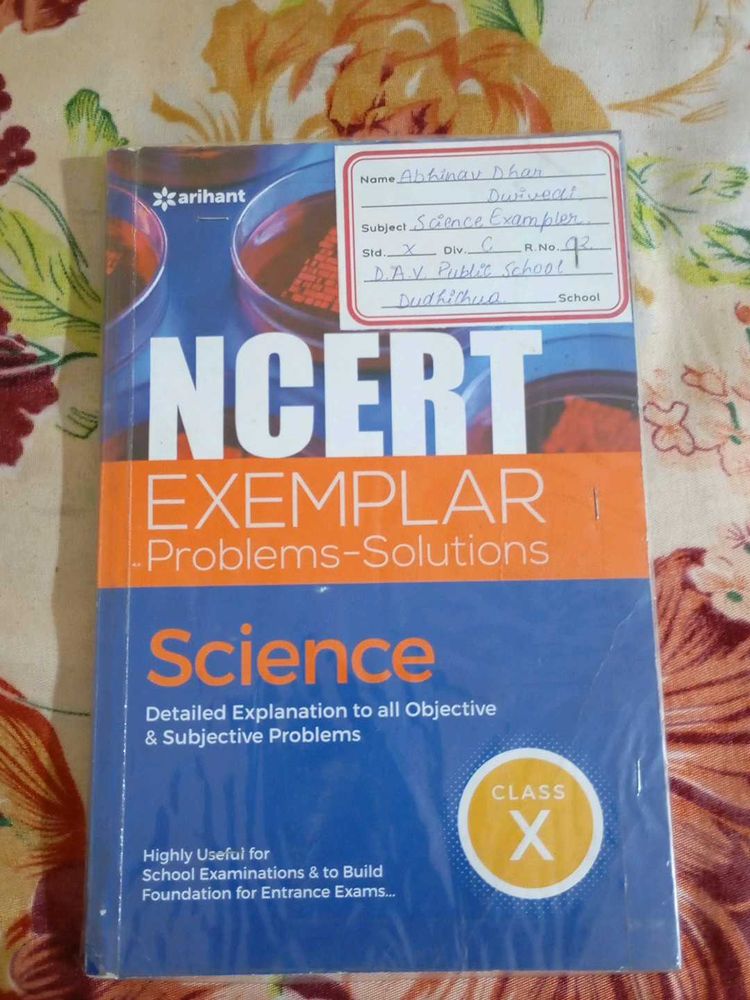 arihant
Name Abhinav Dhar
Dwivedi
Subject Science Exampler.
Std. X Div. C R. No. 02.
D.A.V. Public School
Dudhichua School
NCERT
EXEMPLAR
Problems-Solutions
Science
Detailed Explanation to all Objective
& Subjective Problems
CLASS
X
Highly Useful for
School Examinations & to Build
Foundation for Entrance Exams...